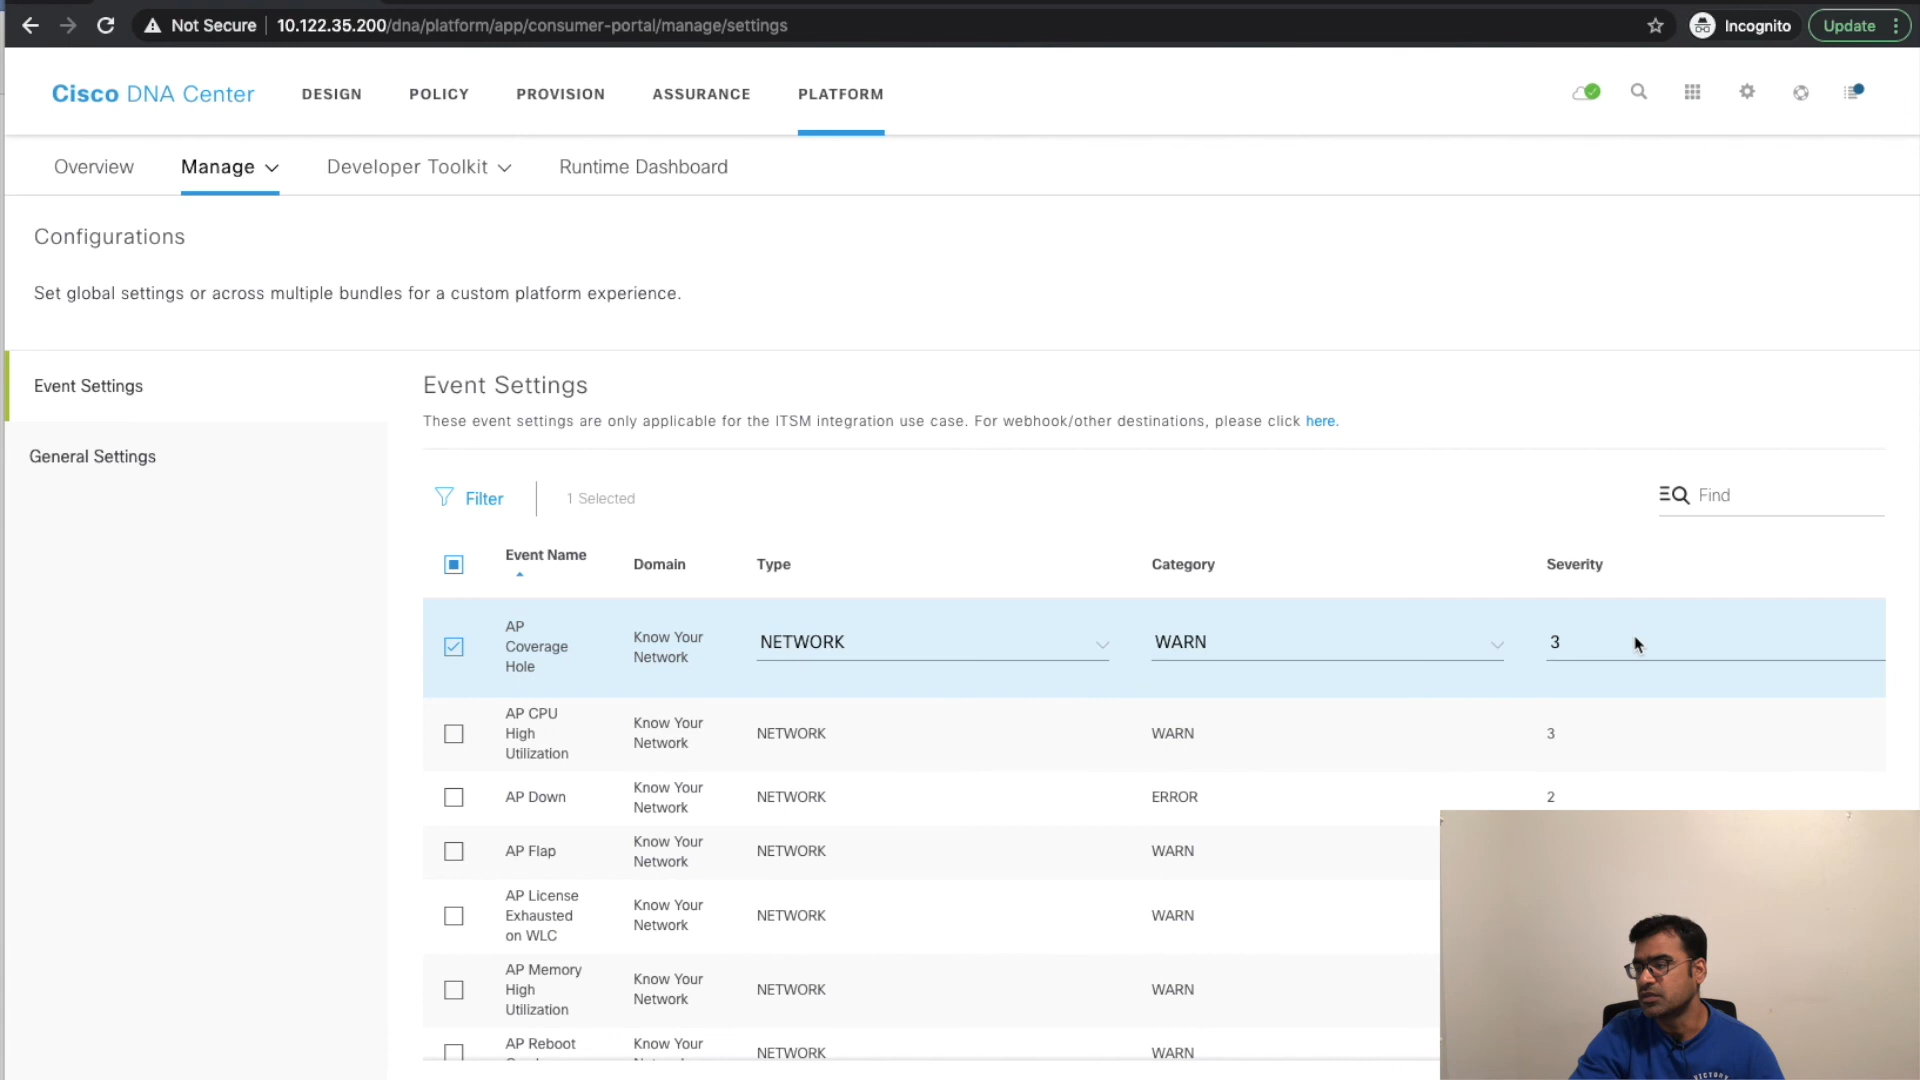 Not Secure 10.122.35.200/dna/platform/app/consumer-portal/manage/settings Incognito Update
Cisco DNA Center DESIGN POLICY PROVISION ASSURANCE PLATFORM
Overview Manage Developer Toolkit Runtime Dashboard
Configurations
Set global settings or across multiple bundles for a custom platform experience.
Event Settings
General Settings
Event Settings
These event settings are only applicable for the ITSM integration use case. For webhook/other destinations, please click here.
Filter 1 Selected Find
Event Name Domain Type Category Severity
AP
Coverage
Hole
Know Your
Network
NETWORK WARN 3
AP CPU
High
Utilization
Know Your
Network
NETWORK WARN 3
AP Down
Know Your
Network
NETWORK ERROR 2
AP Flap
Know Your
Network
NETWORK WARN
AP License
Exhausted
on WLC
Know Your
Network
NETWORK WARN
AP Memory
High
Utilization
Know Your
Network
NETWORK WARN
AP Reboot
Know Your
NETWORK WARN
VICTORY